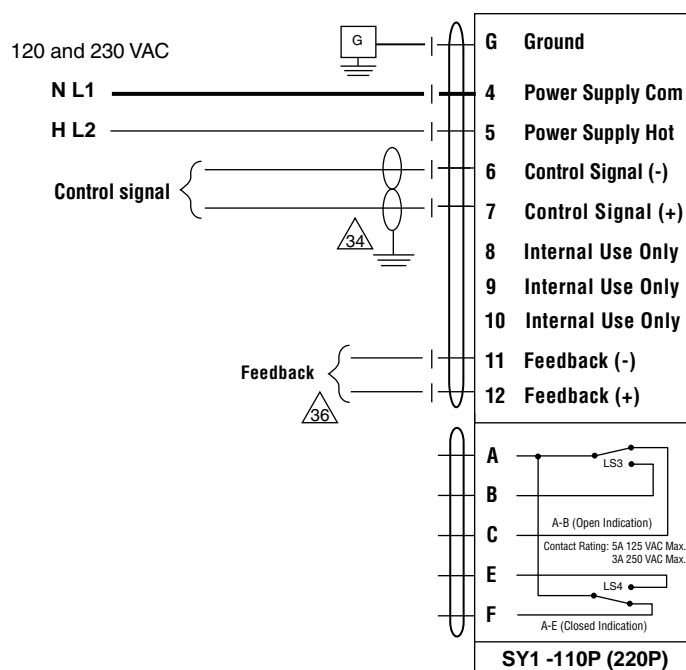 120 and 230 VAC
G
G Ground
N L1
4 Power Supply Com
H L2
5 Power Supply Hot
6 Control Signal (-)
Control signal
7 Control Signal (+)
34
8 Internal Use Only
9 Internal Use Only
10 Internal Use Only
11 Feedback (-)
Feedback
12 Feedback (+)
36
A
LS3
B
A-B (Open Indication)
C
Contact Rating: 5A 125 VAC Max.
3A 250 VAC Max.
E
LS4
F
A-E (Closed Indication)
SY1 -110P (220P)